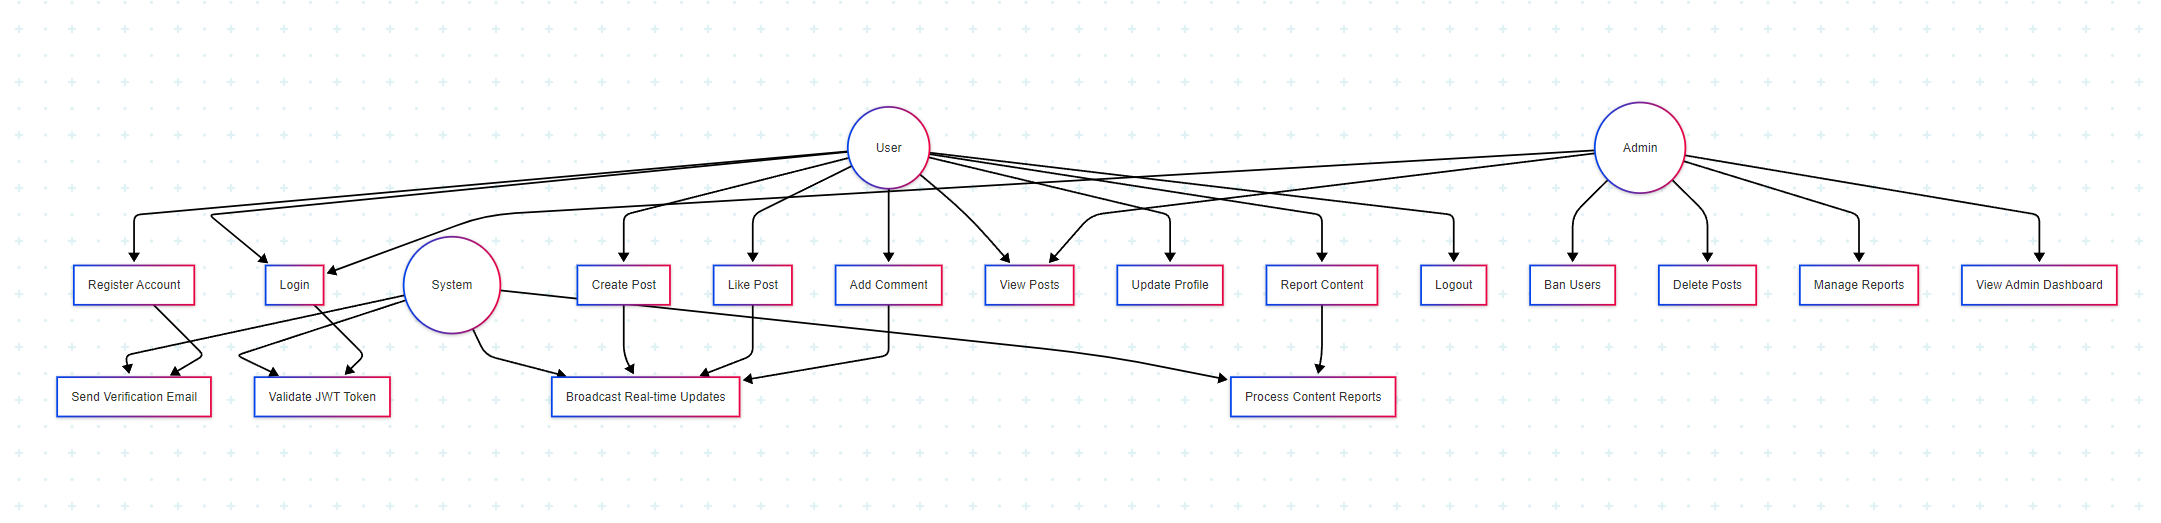 User
Admin
System
Register Account
Login
Create Post
Like Post
Add Comment
View Posts
Update Profile
Report Content
Logout
Ban Users
Delete Posts
Manage Reports
View Admin Dashboard
Send Verification Email
Validate JWT Token
Broadcast Real-time Updates
Process Content Reports